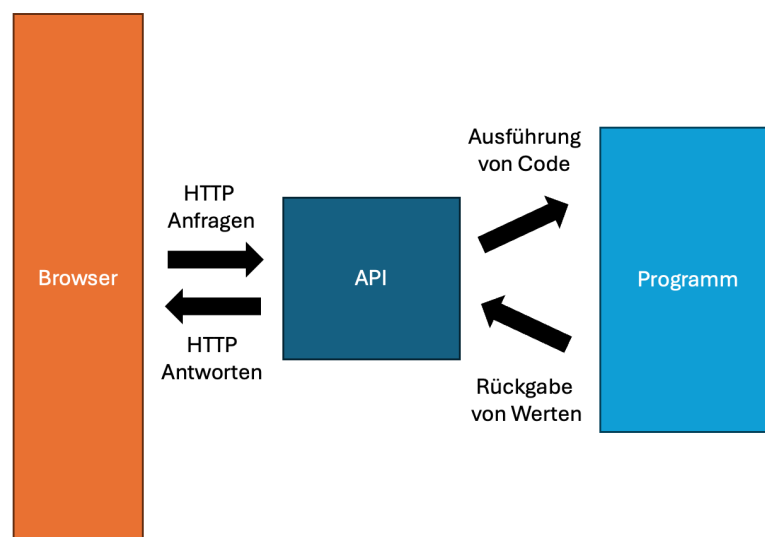 Browser
HTTP
Anfragen
HTTP
Antworten
API
Ausführung
von Code
Rückgabe
von Werten
Programm